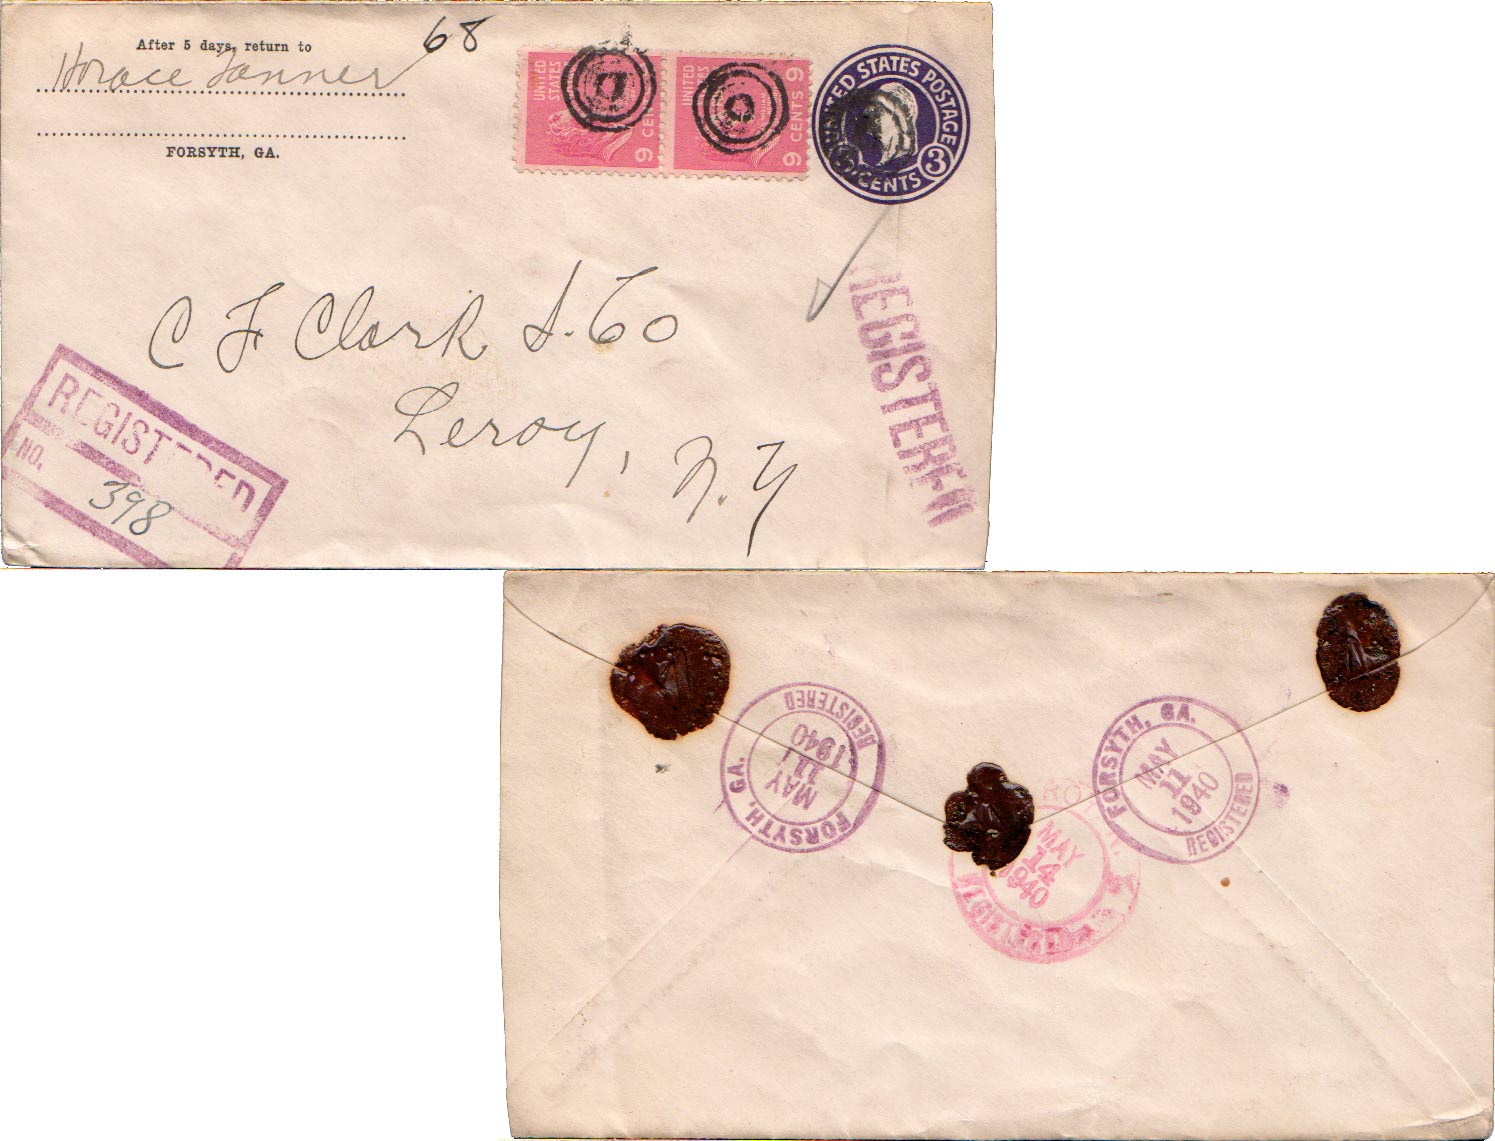 After 5 days, return to
Horace Tanner
FORSYTH, GA.
68
UNITED STATES
9 CENTS
UNITED STATES
9 CENTS 9
UNITED STATES POSTAGE
CENTS 3
C F Clark S. Co
Leroy, N.Y
REGISTERED
REGISTERED
NO.
398
FORSYTH, GA.
MAY
11
1940
REGISTERED
MAY
14
1940
REGISTERED
FORSYTH, GA.
MAY
11
1940
REGISTERED